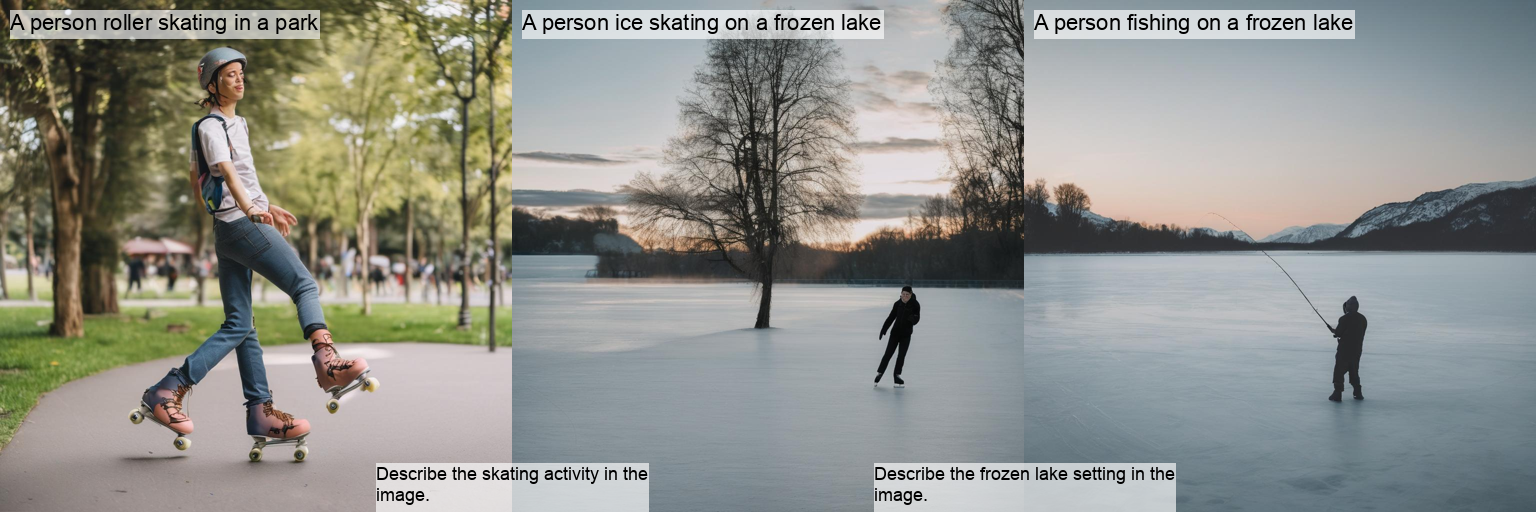 A person roller skating in a park
A person ice skating on a frozen lake
A person fishing on a frozen lake
Describe the skating activity in the
image.
Describe the frozen lake setting in the
image.